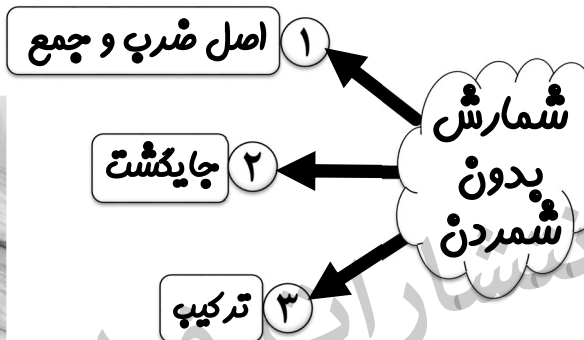 شمارش
بدون
شمردن
۱ اصل ضرب و جمع
۲ جایگشت
۳ ترکیب